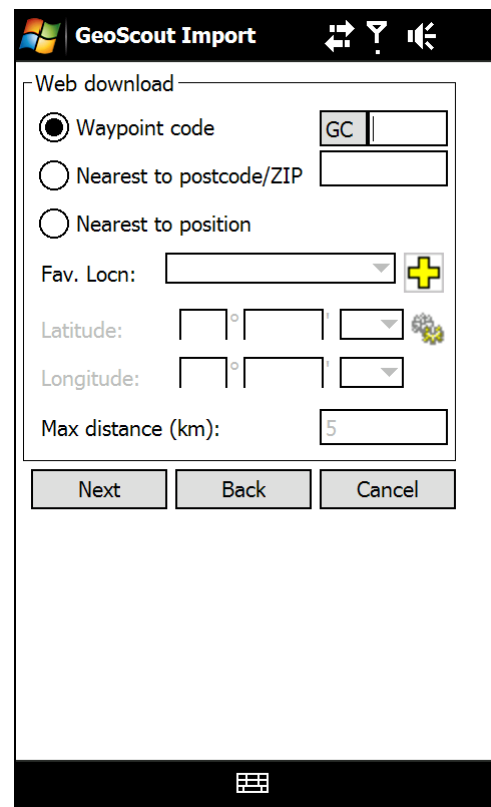 GeoScout Import
Web download
Waypoint code GC
Nearest to postcode/ZIP
Nearest to position
Fav. Locn:
Latitude: ° '
Longitude: ° '
Max distance (km): 5
Next Back Cancel